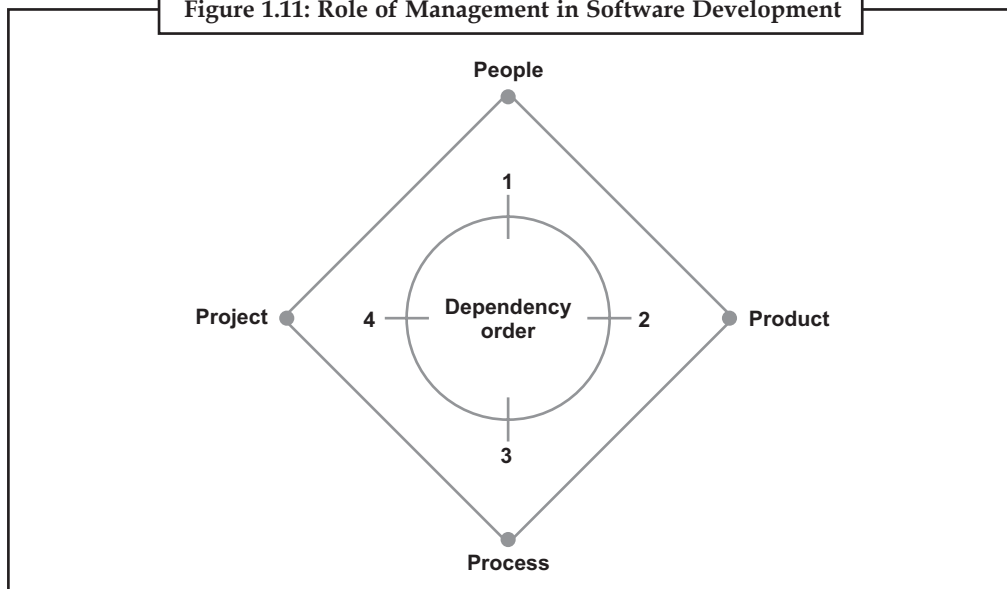 Figure 1.11: Role of Management in Software Development
People
1
Project
4
Dependency
order
2
Product
3
Process